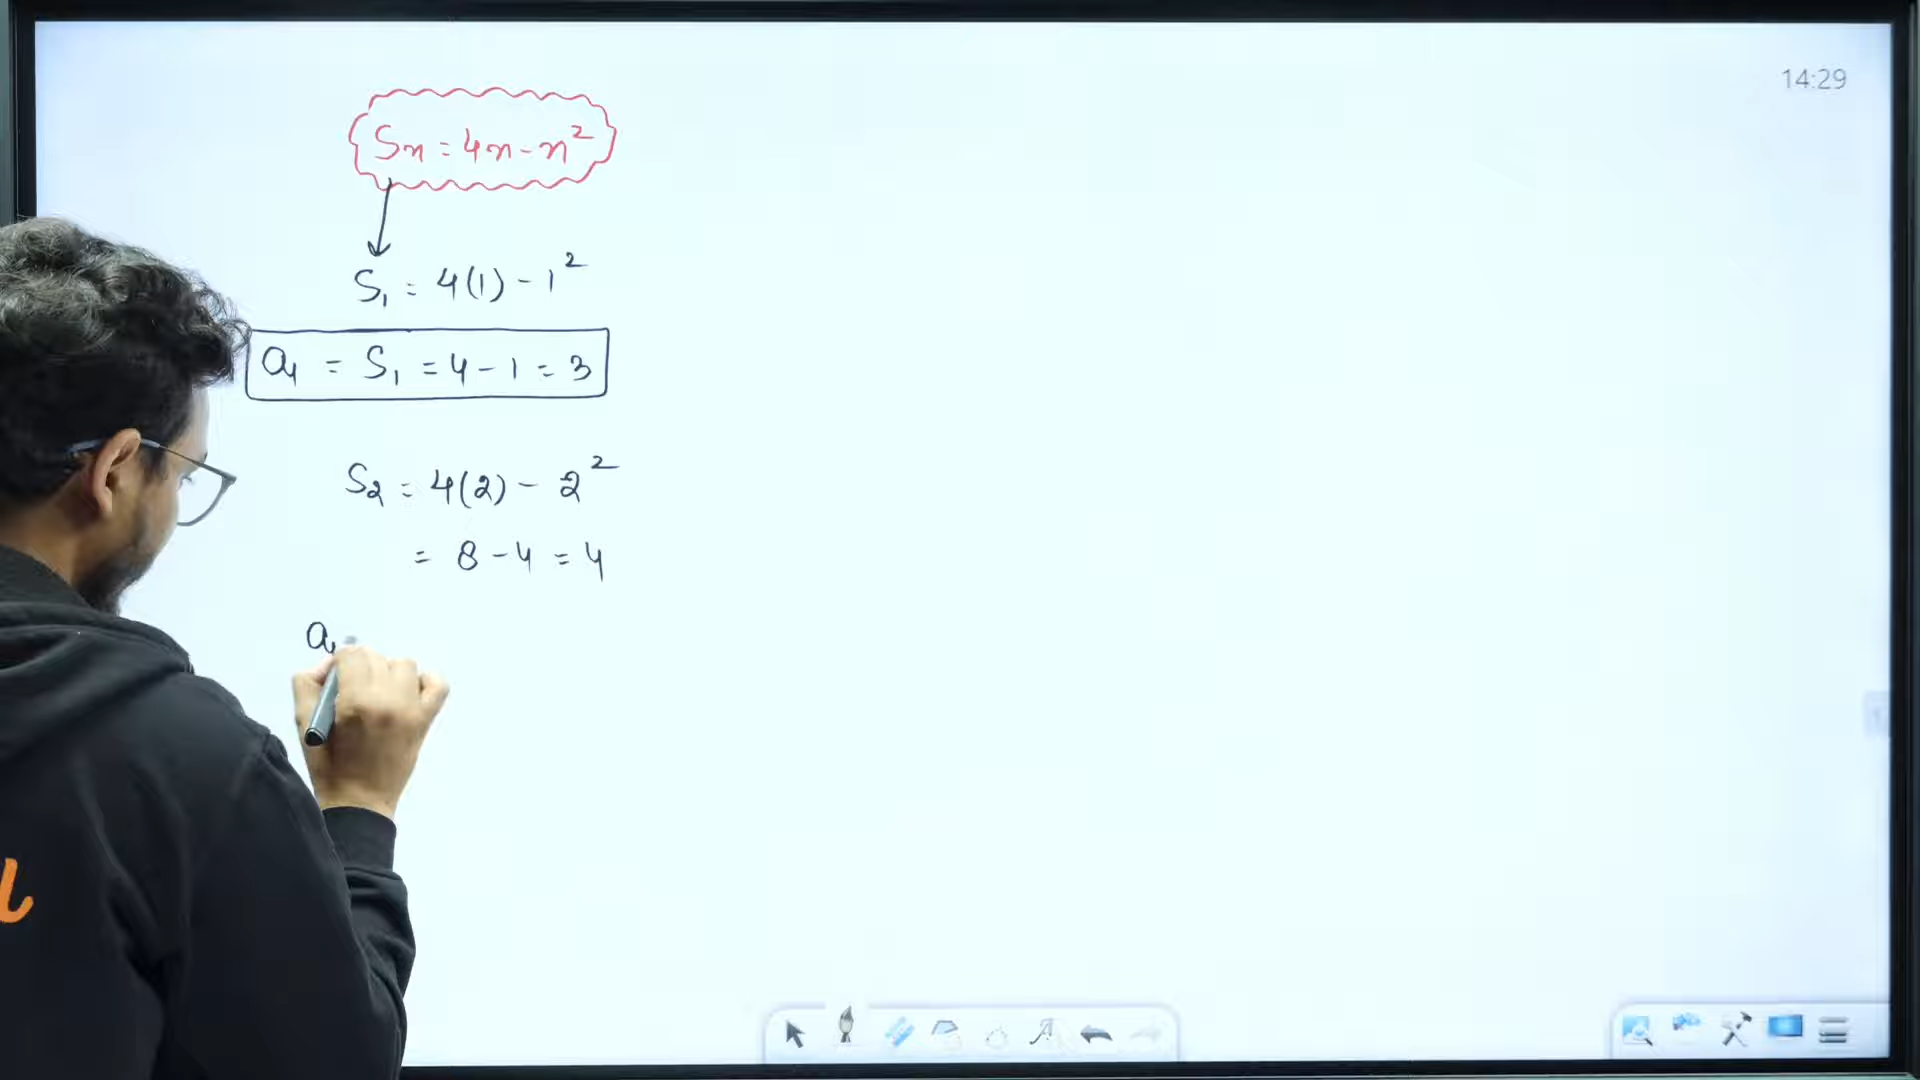 14:29
Sn = 4n - n²
S₁ = 4(1) - 1²
a₁ = S₁ = 4 - 1 = 3
S₂ = 4(2) - 2²
= 8 - 4 = 4
a₁